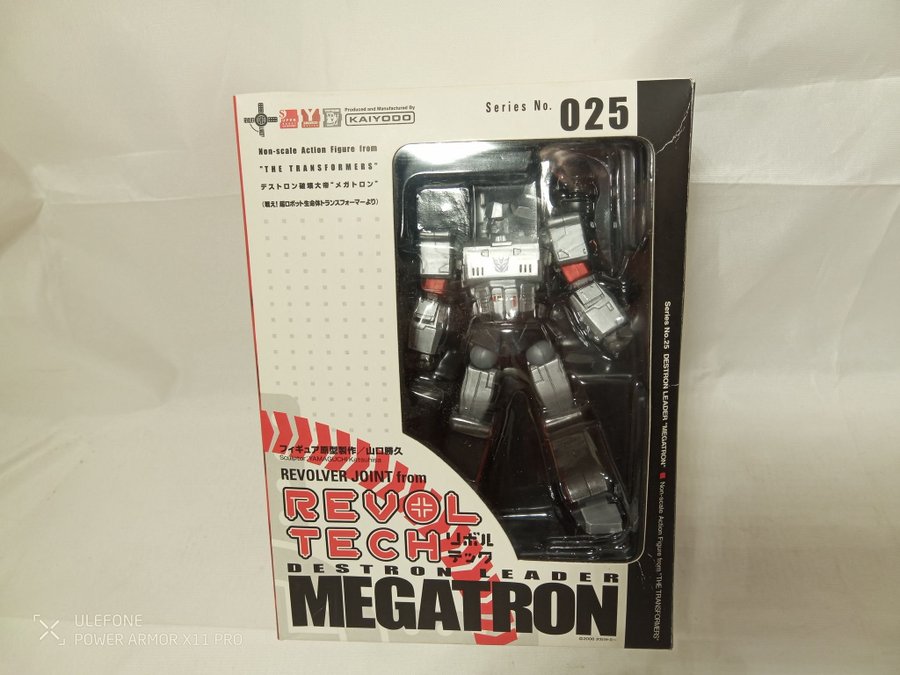 Produced and Manufactured By
KAIYODO
Series No. 025
Non-scale Action Figure from
"THE TRANSFORMERS"
デストロン破壊大帝"メガトロン"
(戦え!超ロボット生命体トランスフォーマーより)
フィギュア原型製作/山口勝久
Sculptor:YAMAGUCHI Katsuhisa
REVOLVER JOINT from
REVOL
TECH リボルテック
DESTRON LEADER
MEGATRON
Series No.25 DESTRON LEADER "MEGATRON" Non-scale Action Figure from "THE TRANSFORMERS"
ULEFONE
POWER ARMOR X11 PRO